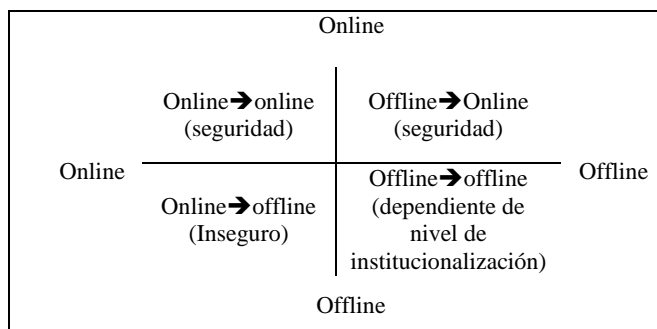 Online
Online➔online Offline➔Online
(seguridad) (seguridad)
Online Offline
Offline➔offline
Online➔offline (dependiente de
(Inseguro) nivel de
institucionalización)
Offline